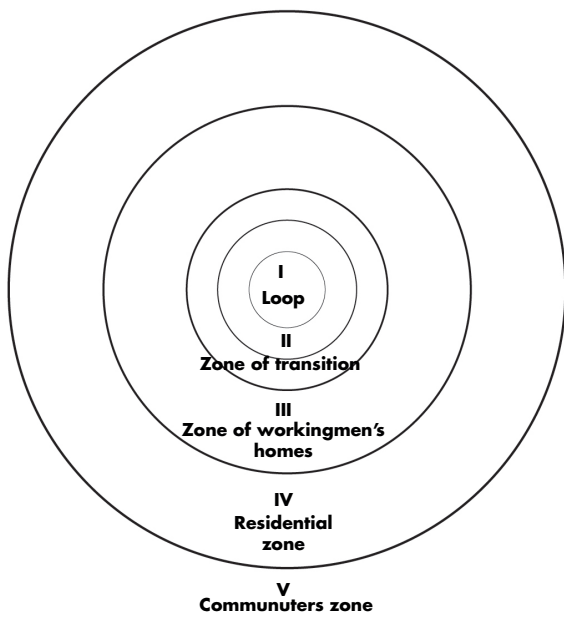 I
Loop
II
Zone of transition
III
Zone of workingmen's
homes
IV
Residential
zone
V
Communuters zone